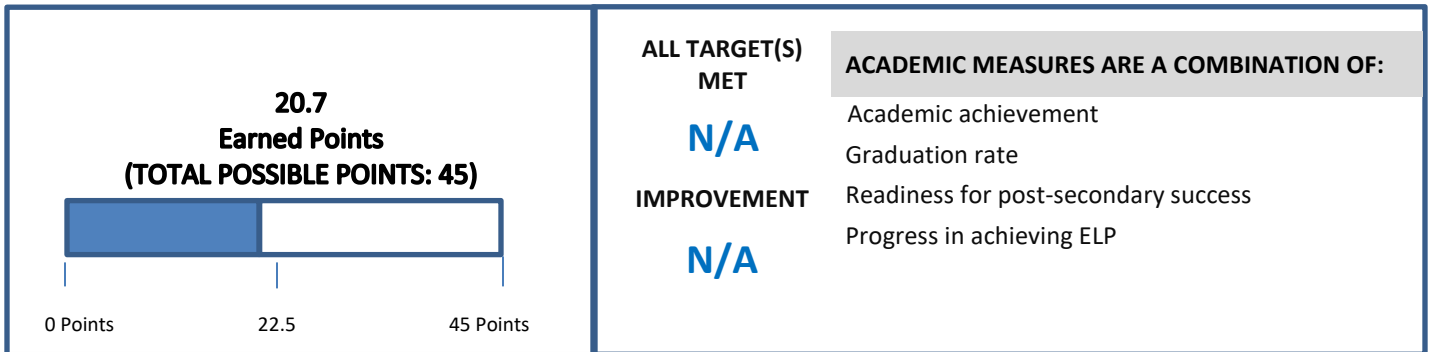 20.7
Earned Points
(TOTAL POSSIBLE POINTS: 45)
0 Points
22.5
45 Points
ALL TARGET(S)
MET
N/A
IMPROVEMENT
N/A
ACADEMIC MEASURES ARE A COMBINATION OF:
Academic achievement
Graduation rate
Readiness for post-secondary success
Progress in achieving ELP